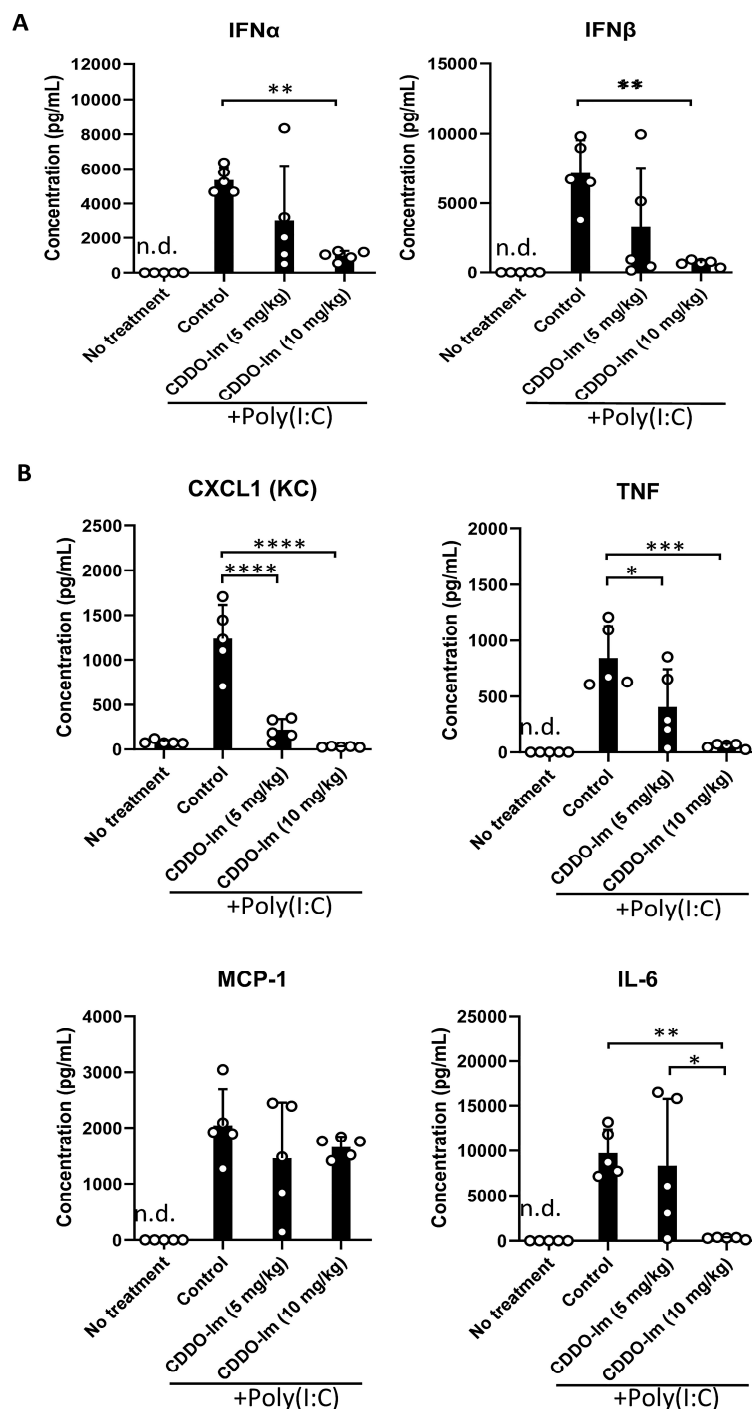 A
IFNα
Concentration (pg/mL)
12000
10000
8000
6000
4000
2000
0
n.d.
**
No treatment
Control
CDDO-Im (5 mg/kg)
CDDO-Im (10 mg/kg)
+Poly(I:C)
IFNβ
Concentration (pg/mL)
15000
10000
5000
0
n.d.
**
No treatment
Control
CDDO-Im (5 mg/kg)
CDDO-Im (10 mg/kg)
+Poly(I:C)
B
CXCL1 (KC)
Concentration (pg/mL)
2500
2000
1500
1000
500
0
****
****
No treatment
Control
CDDO-Im (5 mg/kg)
CDDO-Im (10 mg/kg)
+Poly(I:C)
TNF
Concentration (pg/mL)
2000
1500
1000
500
0
n.d.
***
*
No treatment
Control
CDDO-Im (5 mg/kg)
CDDO-Im (10 mg/kg)
+Poly(I:C)
MCP-1
Concentration (pg/mL)
4000
3000
2000
1000
0
n.d.
No treatment
Control
CDDO-Im (5 mg/kg)
CDDO-Im (10 mg/kg)
+Poly(I:C)
IL-6
Concentration (pg/mL)
25000
20000
15000
10000
5000
0
n.d.
**
*
No treatment
Control
CDDO-Im (5 mg/kg)
CDDO-Im (10 mg/kg)
+Poly(I:C)